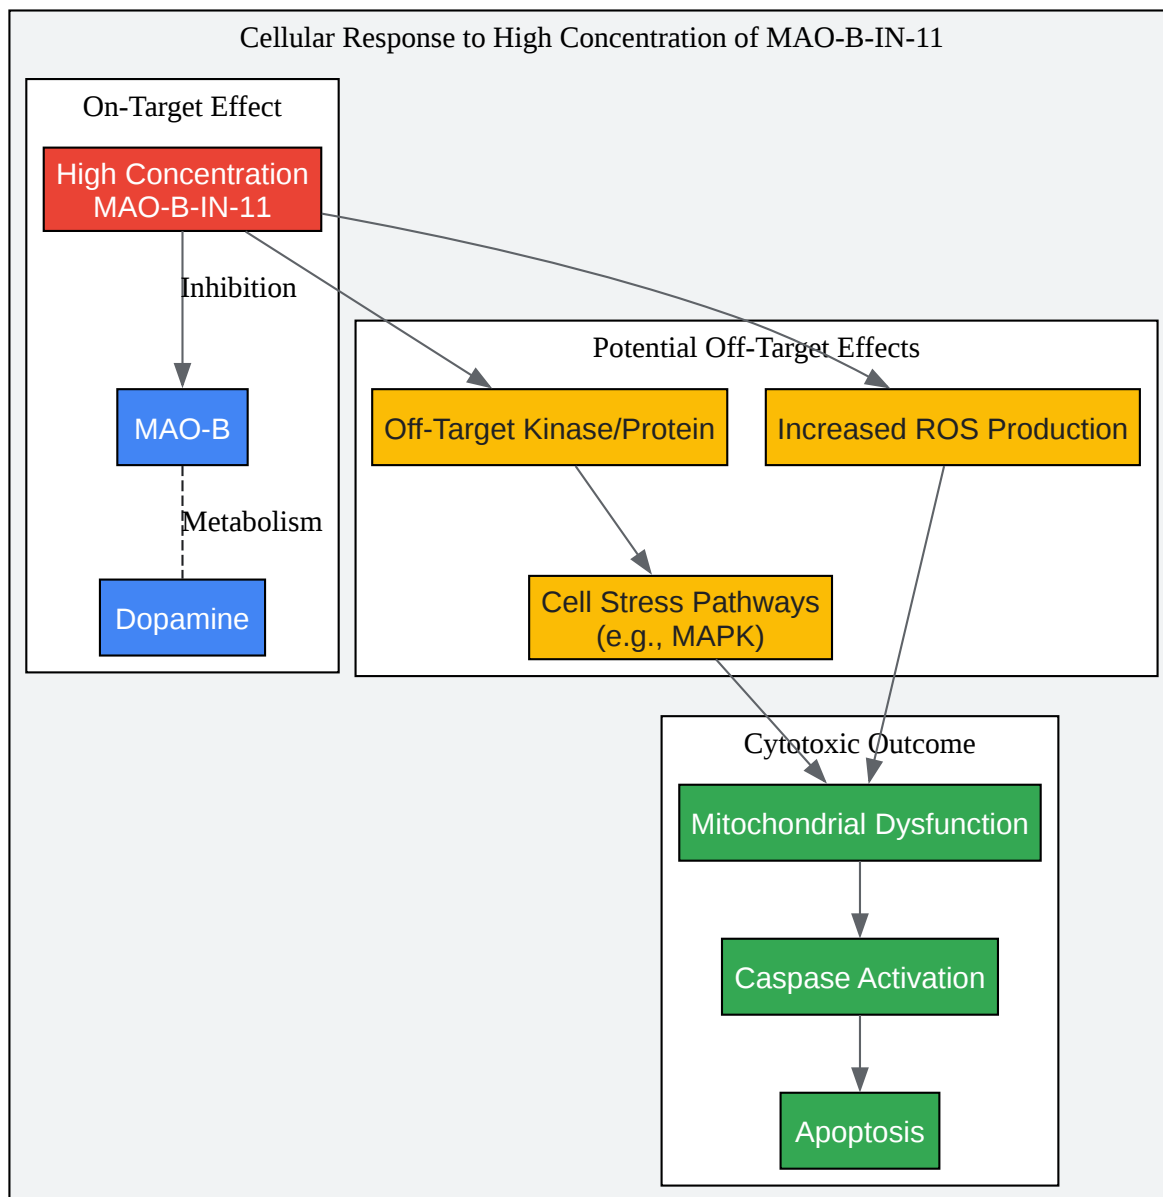 Cellular Response to High Concentration of MAO-B-IN-11
On-Target Effect
High Concentration
MAO-B-IN-11
Inhibition
MAO-B
Metabolism
Dopamine
Potential Off-Target Effects
Off-Target Kinase/Protein
Increased ROS Production
Cell Stress Pathways
(e.g., MAPK)
Cytotoxic Outcome
Mitochondrial Dysfunction
Caspase Activation
Apoptosis